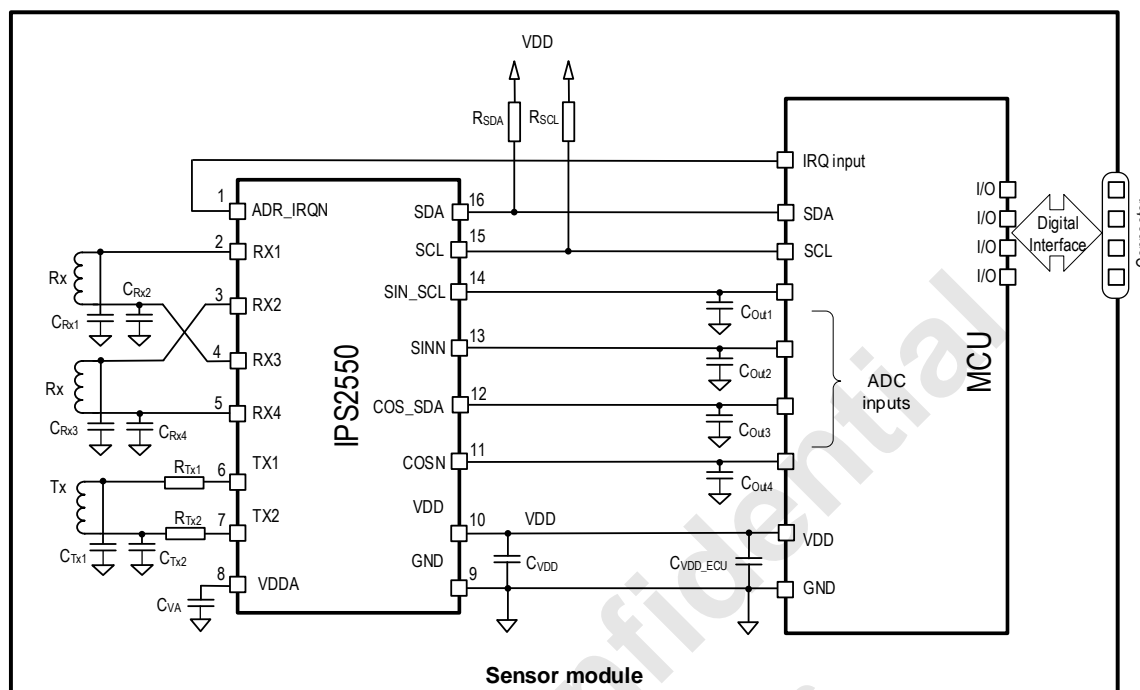 VDD
RSDA
RSCL
IRQ input
1
ADR_IRQN
SDA
16
SDA
I/O
I/O
I/O
I/O
Digital
Interface
Connector
2
RX1
SCL
15
SCL
Rx
CRx2
CRx1
3
RX2
SIN_SCL
14
COut1
4
RX3
SINN
13
COut2
ADC
inputs
MCU
Rx
5
RX4
COS_SDA
12
COut3
CRx3
CRx4
IPS2550
TX1
RTx1
6
COSN
11
COut4
Tx
TX2
RTx2
7
VDD
10
VDD
VDD
CTx1
CTx2
CVDD
CVDD_ECU
8
VDDA
GND
9
GND
CVA
Sensor module
nfidential